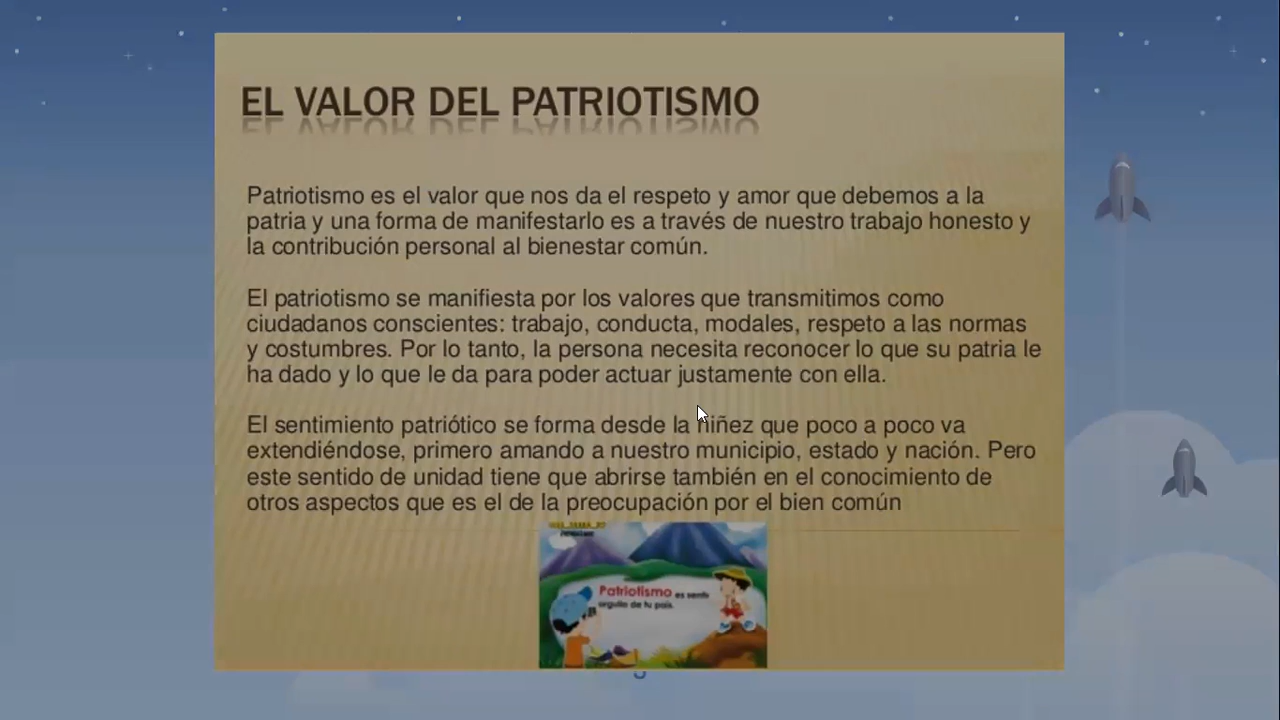 EL VALOR DEL PATRIOTISMO
Patriotismo es el valor que nos da el respeto y amor que debemos a la
patria y una forma de manifestarlo es a través de nuestro trabajo honesto y
la contribución personal al bienestar común.
El patriotismo se manifiesta por los valores que transmitimos como
ciudadanos conscientes: trabajo, conducta, modales, respeto a las normas
y costumbres. Por lo tanto, la persona necesita reconocer lo que su patria le
ha dado y lo que le da para poder actuar justamente con ella.
El sentimiento patriótico se forma desde la niñez que poco a poco va
extendiéndose, primero amando a nuestro municipio, estado y nación. Pero
este sentido de unidad tiene que abrirse también en el conocimiento de
otros aspectos que es el de la preocupación por el bien común
Patriotismo es senti
orgullo de tu país.